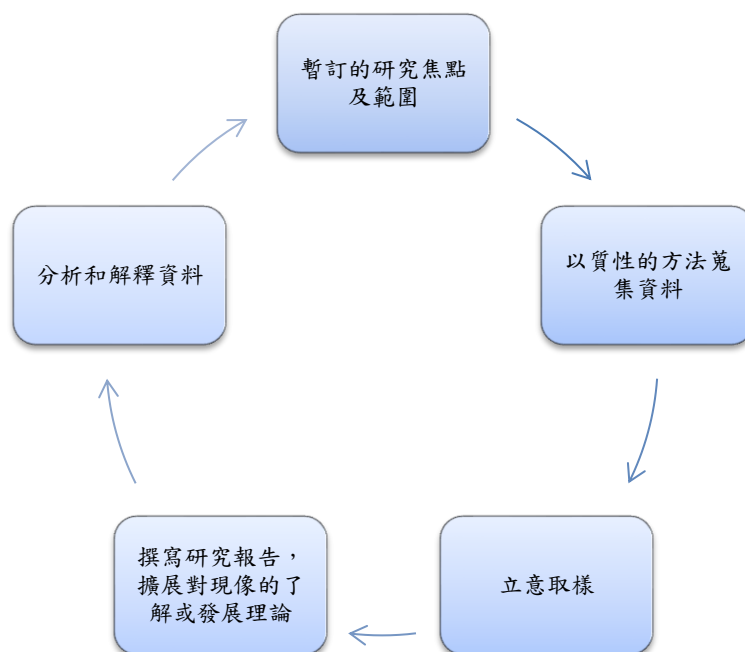 暫訂的研究焦點
及範圍
以質性的方法蒐
集資料
立意取樣
撰寫研究報告，
擴展對現像的了
解或發展理論
分析和解釋資料